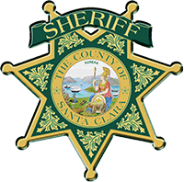 SHERIFF
THE COUNTY OF
SANTA CLARA